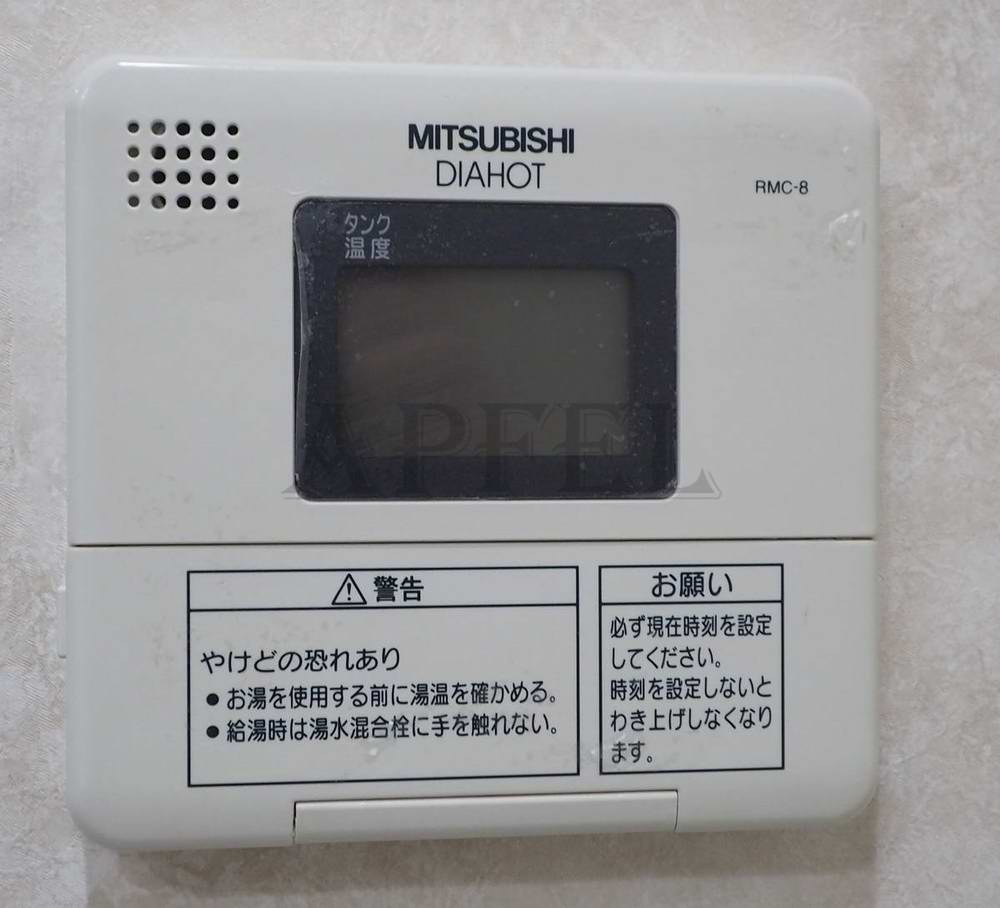 MITSUBISHI
DIAHOT
RMC-8
タンク
温度
APFEL
⚠警告
やけどの恐れあり
●お湯を使用する前に湯温を確かめる。
●給湯時は湯水混合栓に手を触れない。
お願い
必ず現在時刻を設定
してください。
時刻を設定しないと
わき上げしなくなり
ます。